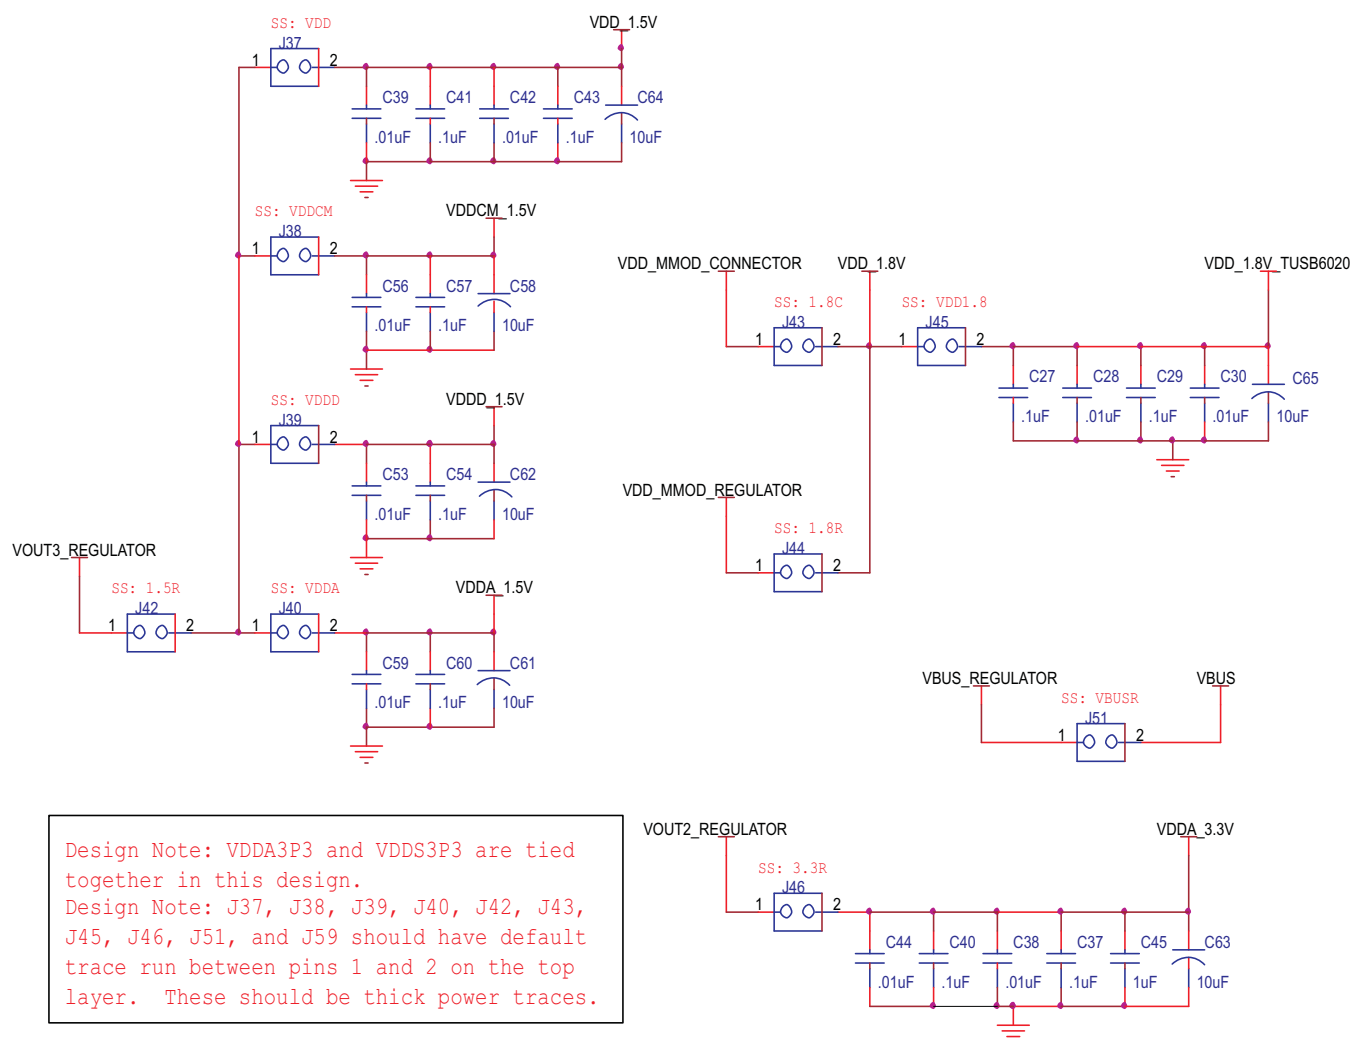 SS: VDD
J37
1 2
VDD_1.5V
C39 C41 C42 C43 C64
.01uF .1uF .01uF .1uF 10uF
SS: VDDCM
J38
1 2
VDDCM_1.5V
C56 C57 C58
.01uF .1uF 10uF
SS: VDDD
J39
1 2
VDDD_1.5V
C53 C54 C62
.01uF .1uF 10uF
VOUT3_REGULATOR
SS: 1.5R
J42
1 2
SS: VDDA
J40
1 2
VDDA_1.5V
C59 C60 C61
.01uF .1uF 10uF
VDD_MMOD_CONNECTOR
SS: 1.8C
J43
1 2
VDD_1.8V
SS: VDD1.8
J45
1 2
VDD_1.8V_TUSB6020
C27 C28 C29 C30 C65
.1uF .01uF .1uF .01uF 10uF
VDD_MMOD_REGULATOR
SS: 1.8R
J44
1 2
VBUS_REGULATOR
SS: VBUSR
J51
1 2
VBUS
VOUT2_REGULATOR
SS: 3.3R
J46
1 2
VDDA_3.3V
C44 C40 C38 C37 C45 C63
.01uF .1uF .01uF .1uF 1uF 10uF
Design Note: VDDA3P3 and VDDS3P3 are tied
together in this design.
Design Note: J37, J38, J39, J40, J42, J43,
J45, J46, J51, and J59 should have default
trace run between pins 1 and 2 on the top
layer. These should be thick power traces.